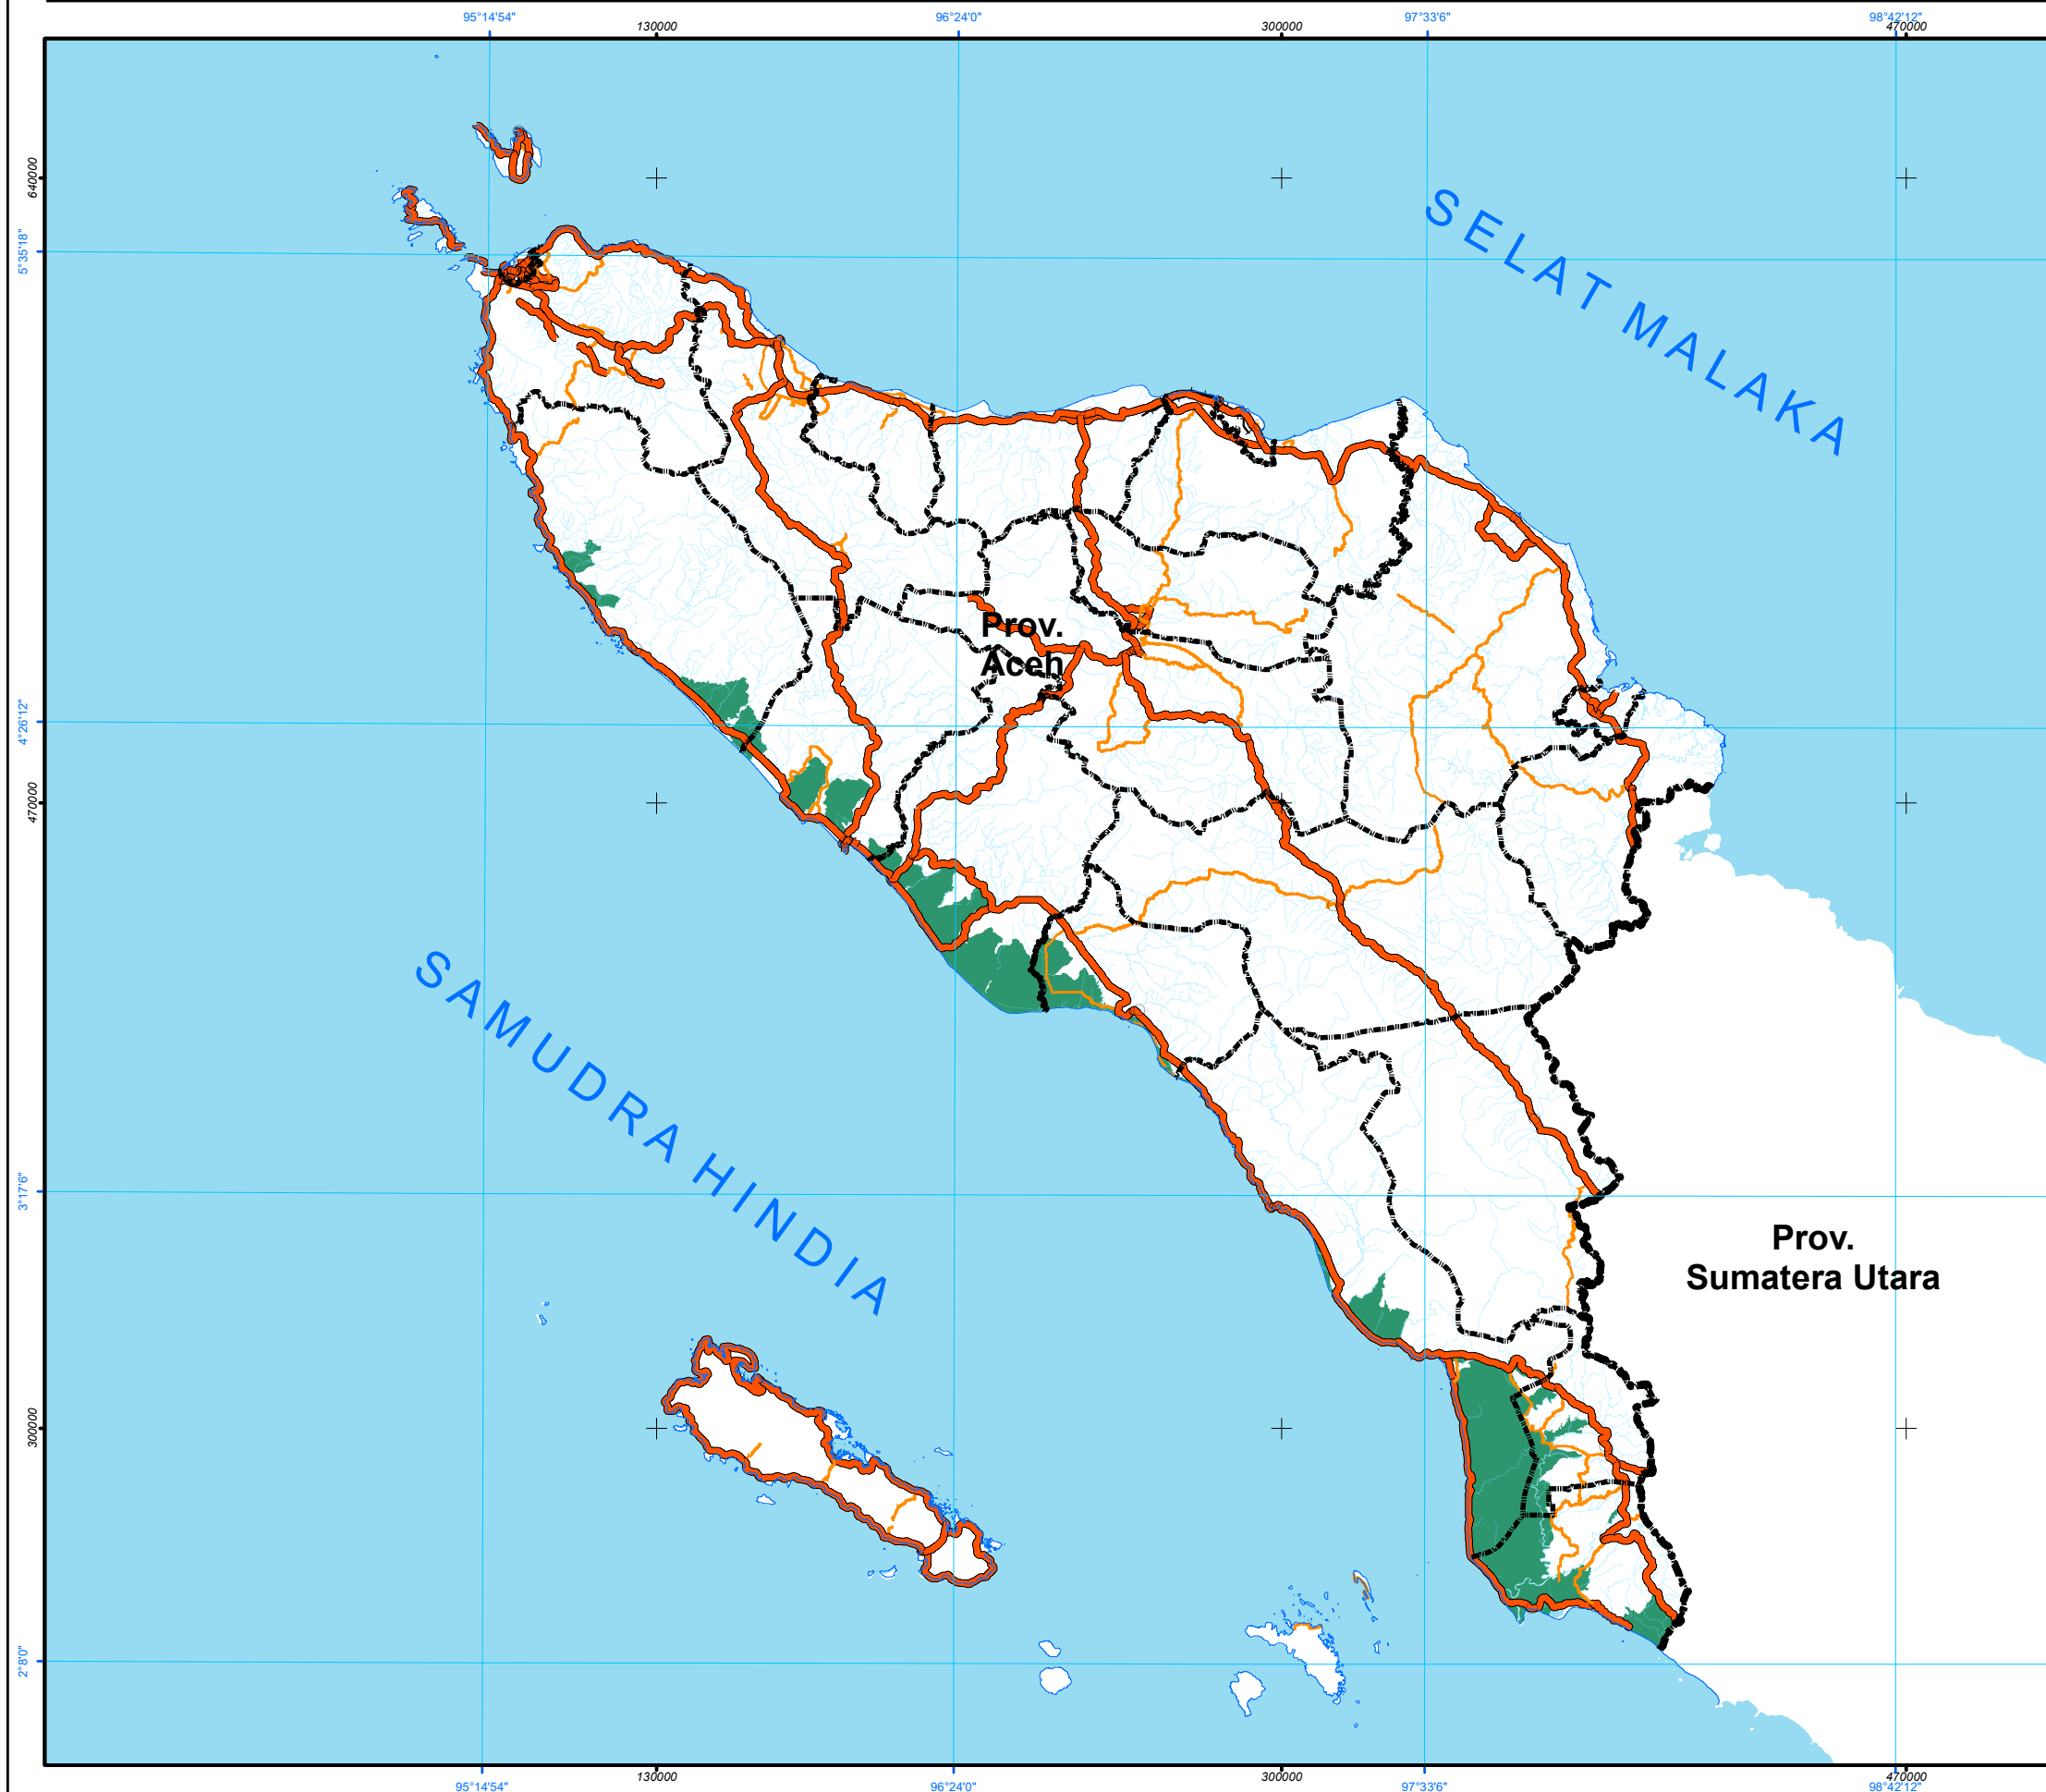 95°14'54" 96°24'0" 97°33'6" 98°42'12"
130000 300000 470000
640000
5°35'18"
SELAT MALAKA
Prov.
Aceh
4°26'12"
470000
SAMUDRA HINDIA
3°17'6"
Prov.
Sumatera Utara
300000
2°8'0"
130000 300000 470000
95°14'54" 96°24'0" 97°33'6" 98°42'12"